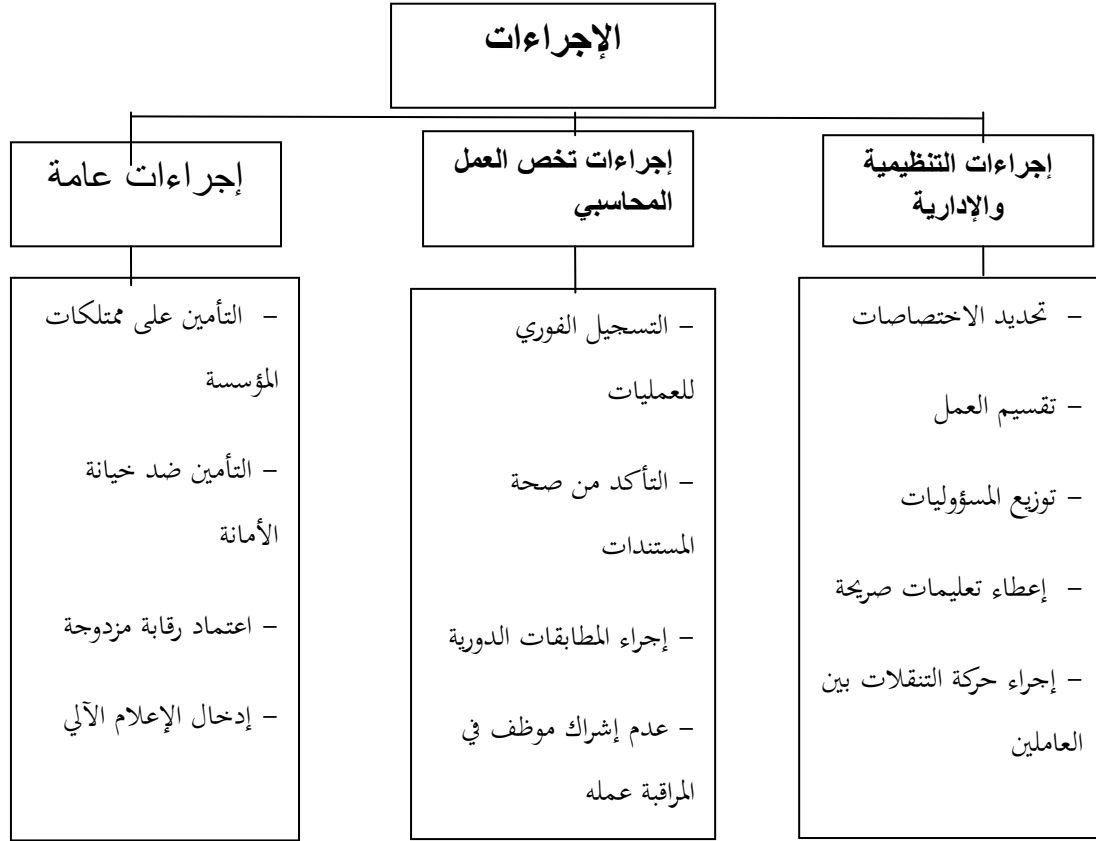 الإجراءات
إجراءات التنظيمية
والإدارية
إجراءات تخص العمل
المحاسبي
إجراءات عامة
– تحديد الاختصاصات
– تقسيم العمل
– توزيع المسؤوليات
– إعطاء تعليمات صريحة
– إجراء حركة التنقلات بين
العاملين
– التسجيل الفوري
للعمليات
– التأكد من صحة
المستندات
– إجراء المطابقات الدورية
– عدم إشراك موظف في
المراقبة عمله
– التأمين على ممتلكات
المؤسسة
– التأمين ضد خيانة
الأمانة
– اعتماد رقابة مزدوجة
– إدخال الإعلام الآلي